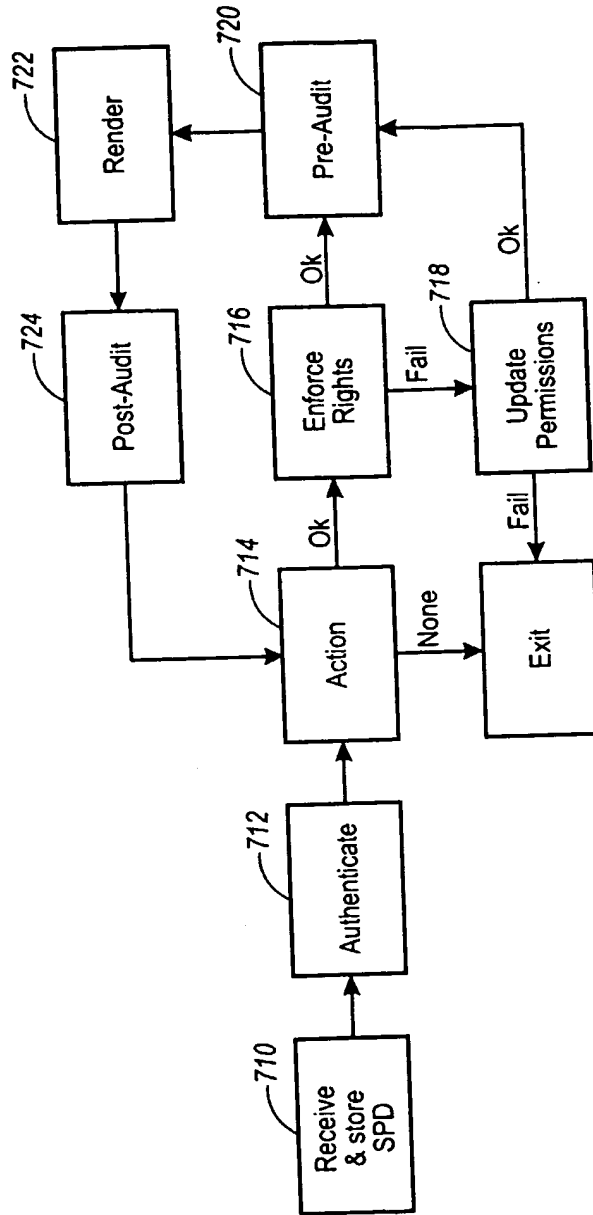 710
Receive
& store
SPD
712
Authenticate
714
Action
Ok
None
Exit
716
Enforce
Rights
Ok
Fail
718
Update
Permissions
Fail
Ok
720
Pre-Audit
722
Render
724
Post-Audit